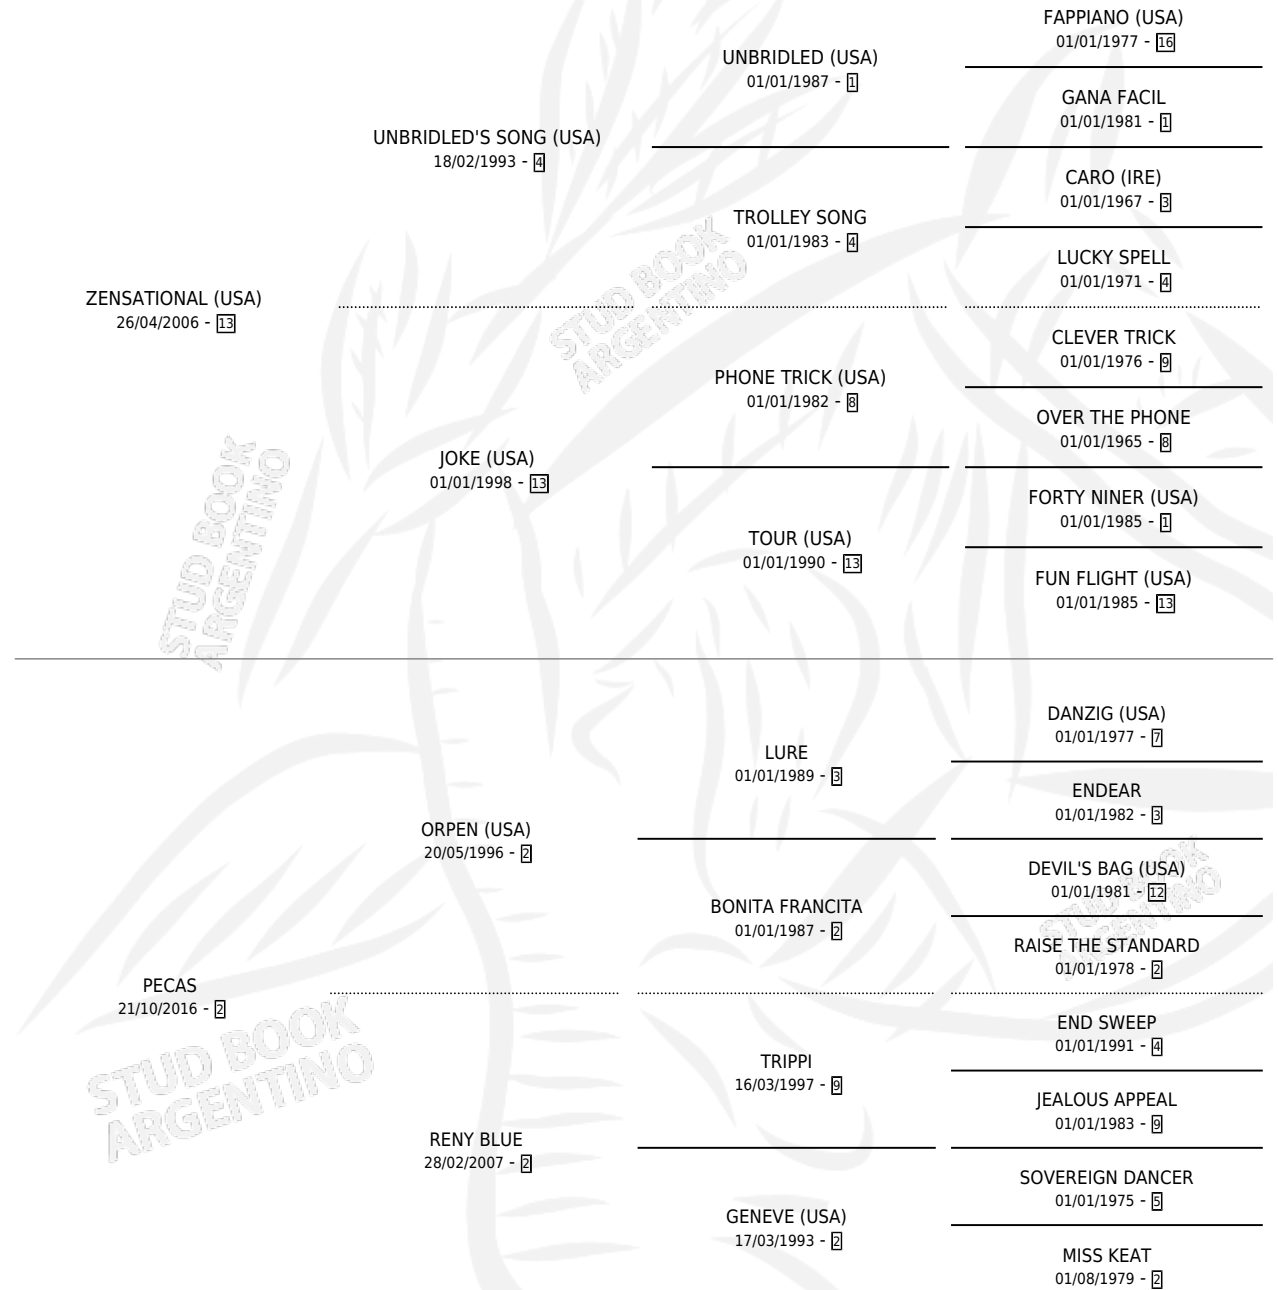 FAPPIANO (USA)
01/01/1977 - 16
UNBRIDLED (USA)
01/01/1987 - 1
GANA FACIL
01/01/1981 - 1
UNBRIDLED'S SONG (USA)
18/02/1993 - 4
CARO (IRE)
01/01/1967 - 3
TROLLEY SONG
01/01/1983 - 4
LUCKY SPELL
01/01/1971 - 4
ZENSATIONAL (USA)
26/04/2006 - 13
STUD BOOK
ARGENTINO
CLEVER TRICK
01/01/1976 - 9
PHONE TRICK (USA)
01/01/1982 - 8
OVER THE PHONE
01/01/1965 - 8
JOKE (USA)
01/01/1998 - 13
FORTY NINER (USA)
01/01/1985 - 1
TOUR (USA)
01/01/1990 - 13
FUN FLIGHT (USA)
01/01/1985 - 13
STUD BOOK
ARGENTINO
DANZIG (USA)
01/01/1977 - 7
LURE
01/01/1989 - 3
ENDEAR
01/01/1982 - 3
ORPEN (USA)
20/05/1996 - 2
DEVIL'S BAG (USA)
01/01/1981 - 12
BONITA FRANCITA
01/01/1987 - 2
RAISE THE STANDARD
01/01/1978 - 2
STUD BOOK
ARGENTINO
PECAS
21/10/2016 - 2
END SWEEP
01/01/1991 - 4
TRIPPI
16/03/1997 - 9
JEALOUS APPEAL
01/01/1983 - 9
STUD BOOK
ARGENTINO
RENY BLUE
28/02/2007 - 2
SOVEREIGN DANCER
01/01/1975 - 5
GENEVE (USA)
17/03/1993 - 2
MISS KEAT
01/08/1979 - 2